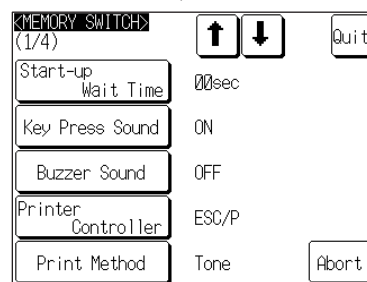 <MEMORY SWITCH>
(1/4)
Quit
Start-up
Wait Time
00sec
Key Press Sound
ON
Buzzer Sound
OFF
Printer
Controller
ESC/P
Print Method
Tone
Abort